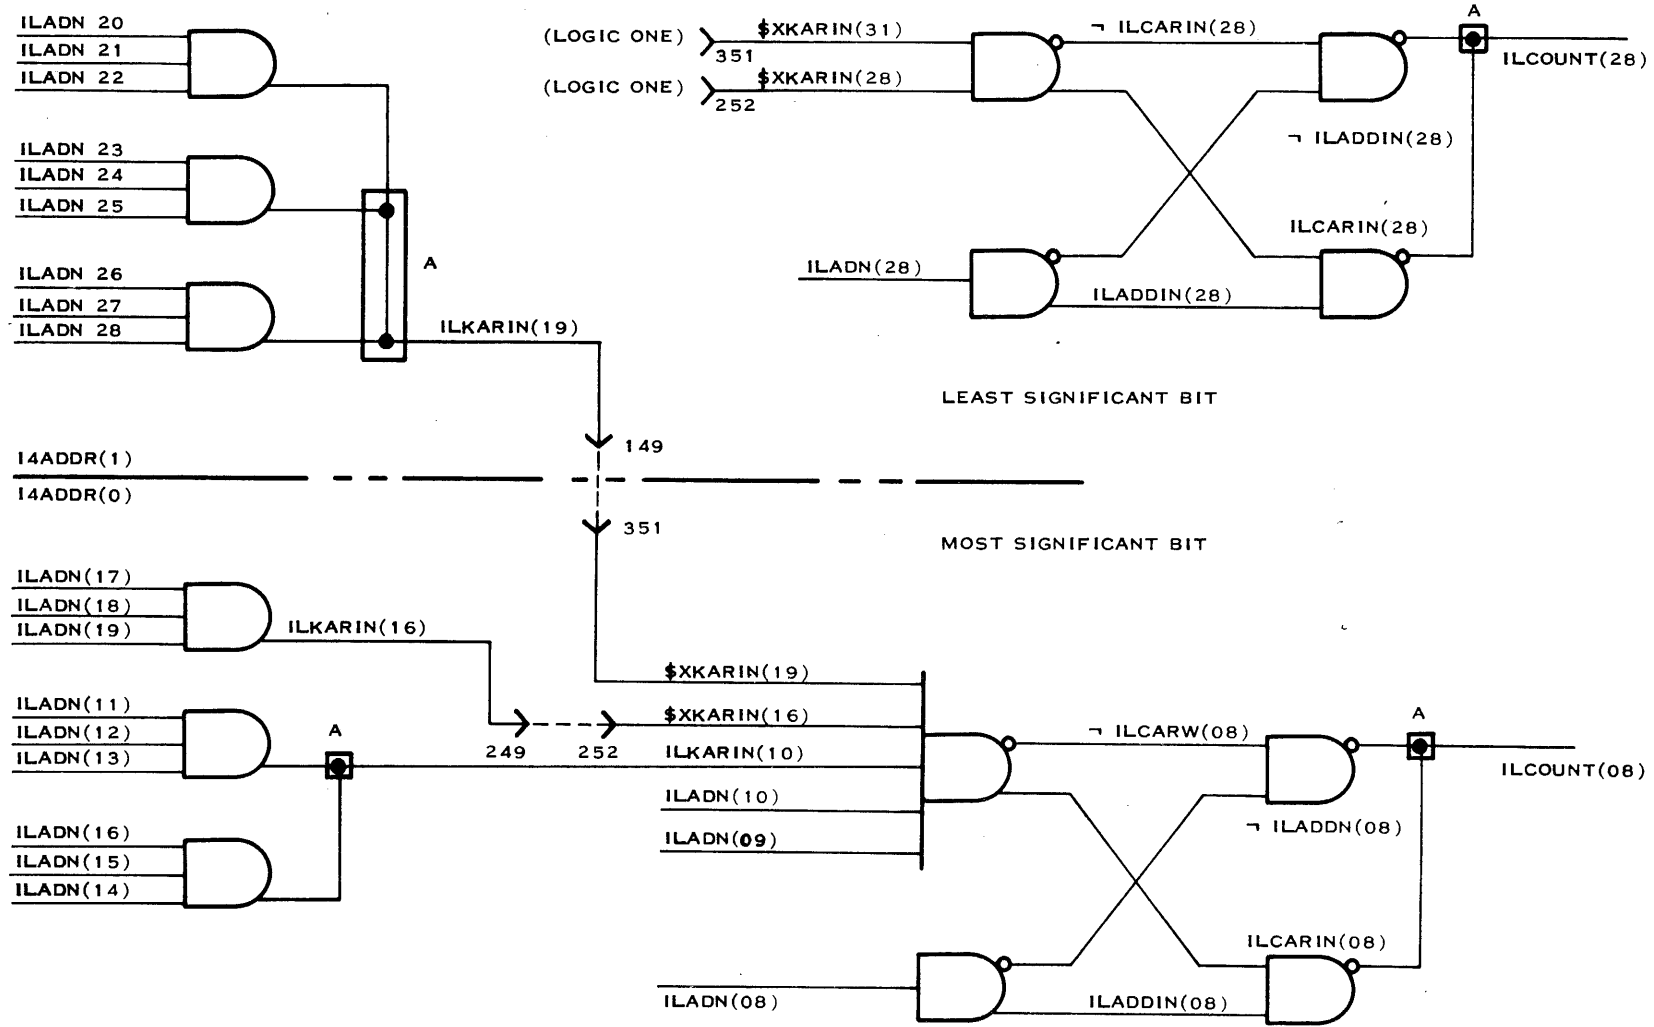 ILADN 20
ILADN 21
ILADN 22
ILADN 23
ILADN 24
ILADN 25
ILADN 26
ILADN 27
ILADN 28
A
ILKARIN(19)
149
(LOGIC ONE)
351
$XKARIN(31)
(LOGIC ONE)
252
$XKARIN(28)
¬ ILCARIN(28)
A
ILCOUNT(28)
¬ ILADDIN(28)
ILCARIN(28)
ILADN(28)
ILADDIN(28)
LEAST SIGNIFICANT BIT
I4ADDR(1)
I4ADDR(0)
351
MOST SIGNIFICANT BIT
ILADN(17)
ILADN(18)
ILADN(19)
ILKARIN(16)
ILADN(11)
ILADN(12)
ILADN(13)
A
249
252
ILADN(16)
ILADN(15)
ILADN(14)
$XKARIN(19)
$XKARIN(16)
ILKARIN(10)
ILADN(10)
ILADN(09)
¬ ILCARW(08)
A
ILCOUNT(08)
¬ ILADDN(08)
ILCARIN(08)
ILADN(08)
ILADDIN(08)